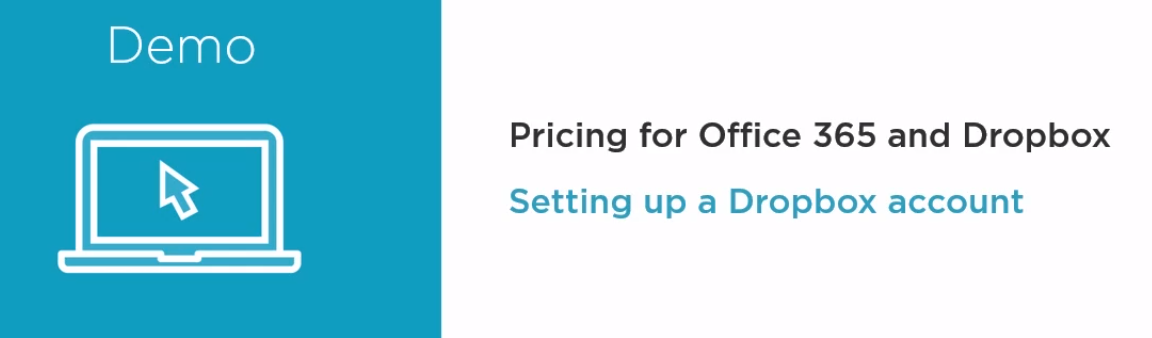 Demo
Pricing for Office 365 and Dropbox
Setting up a Dropbox account